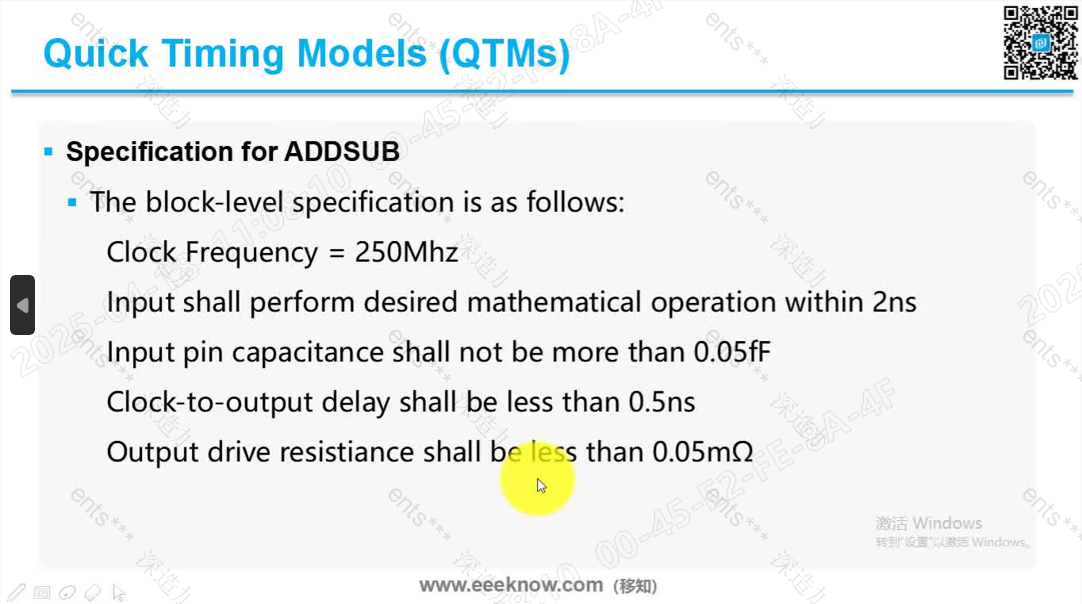 Quick Timing Models (QTMs)
Specification for ADDSUB
The block-level specification is as follows:
Clock Frequency = 250Mhz
Input shall perform desired mathematical operation within 2ns
Input pin capacitance shall not be more than 0.05fF
Clock-to-output delay shall be less than 0.5ns
Output drive resistiance shall be less than 0.05mΩ
激活 Windows
转到“设置”以激活 Windows。
www.eeeknow.com（移知）